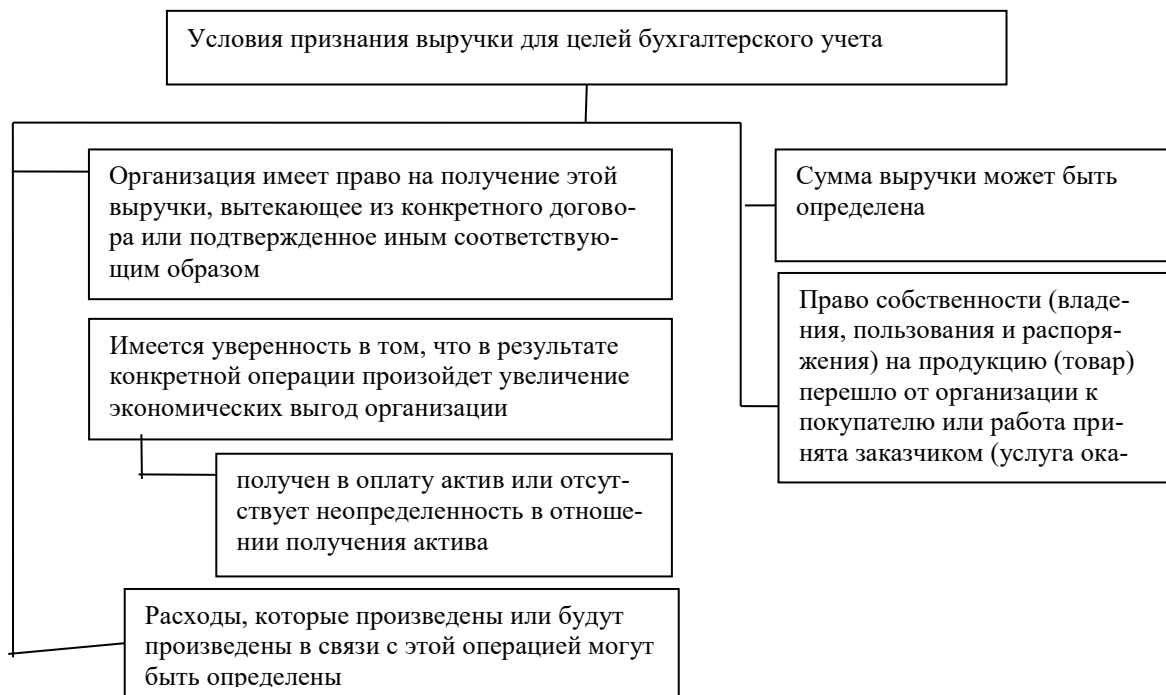 Условия признания выручки для целей бухгалтерского учета
Организация имеет право на получение этой
выручки, вытекающее из конкретного догово-
ра или подтвержденное иным соответствую-
щим образом
Имеется уверенность в том, что в результате
конкретной операции произойдет увеличение
экономических выгод организации
получен в оплату актив или отсут-
ствует неопределенность в отноше-
нии получения актива
Расходы, которые произведены или будут
произведены в связи с этой операцией могут
быть определены
Сумма выручки может быть
определена
Право собственности (владе-
ния, пользования и распоря-
жения) на продукцию (товар)
перешло от организации к
покупателю или работа при-
нята заказчиком (услуга ока-